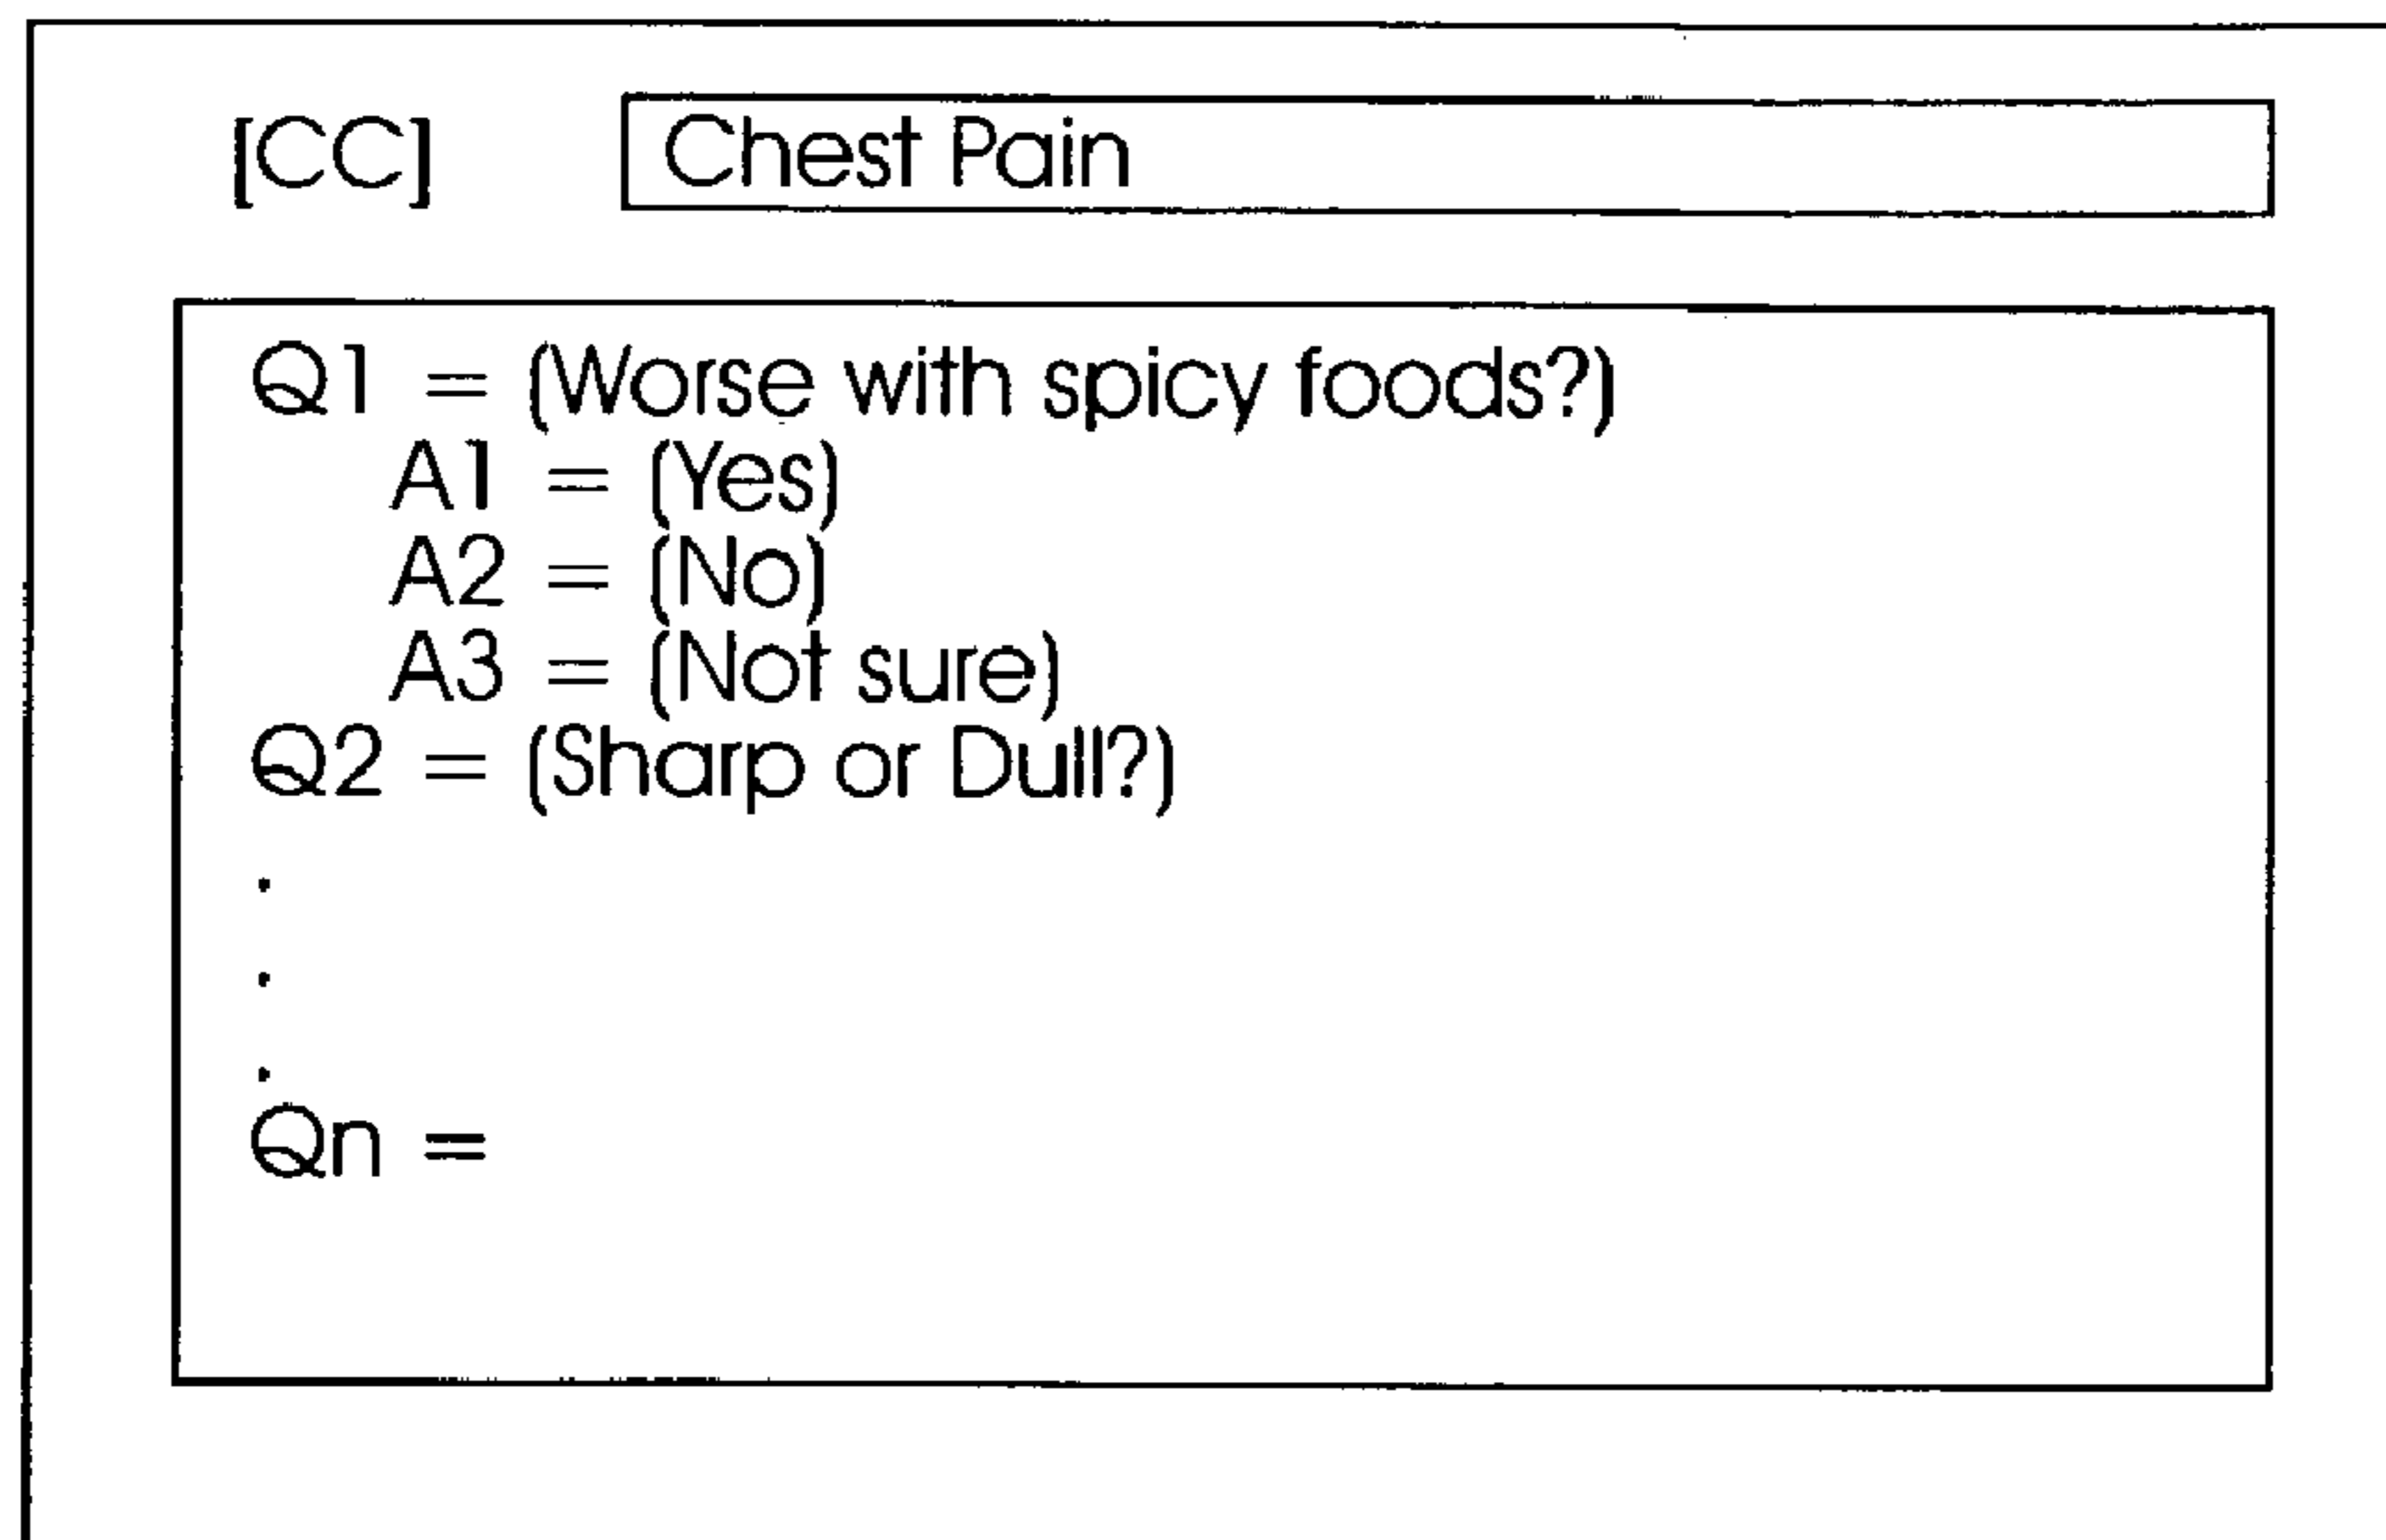 [CC] Chest Pain
Q1 = (Worse with spicy foods?)
A1 = (Yes)
A2 = (No)
A3 = (Not sure)
Q2 = (Sharp or Dull?)
.
.
.
Qn =